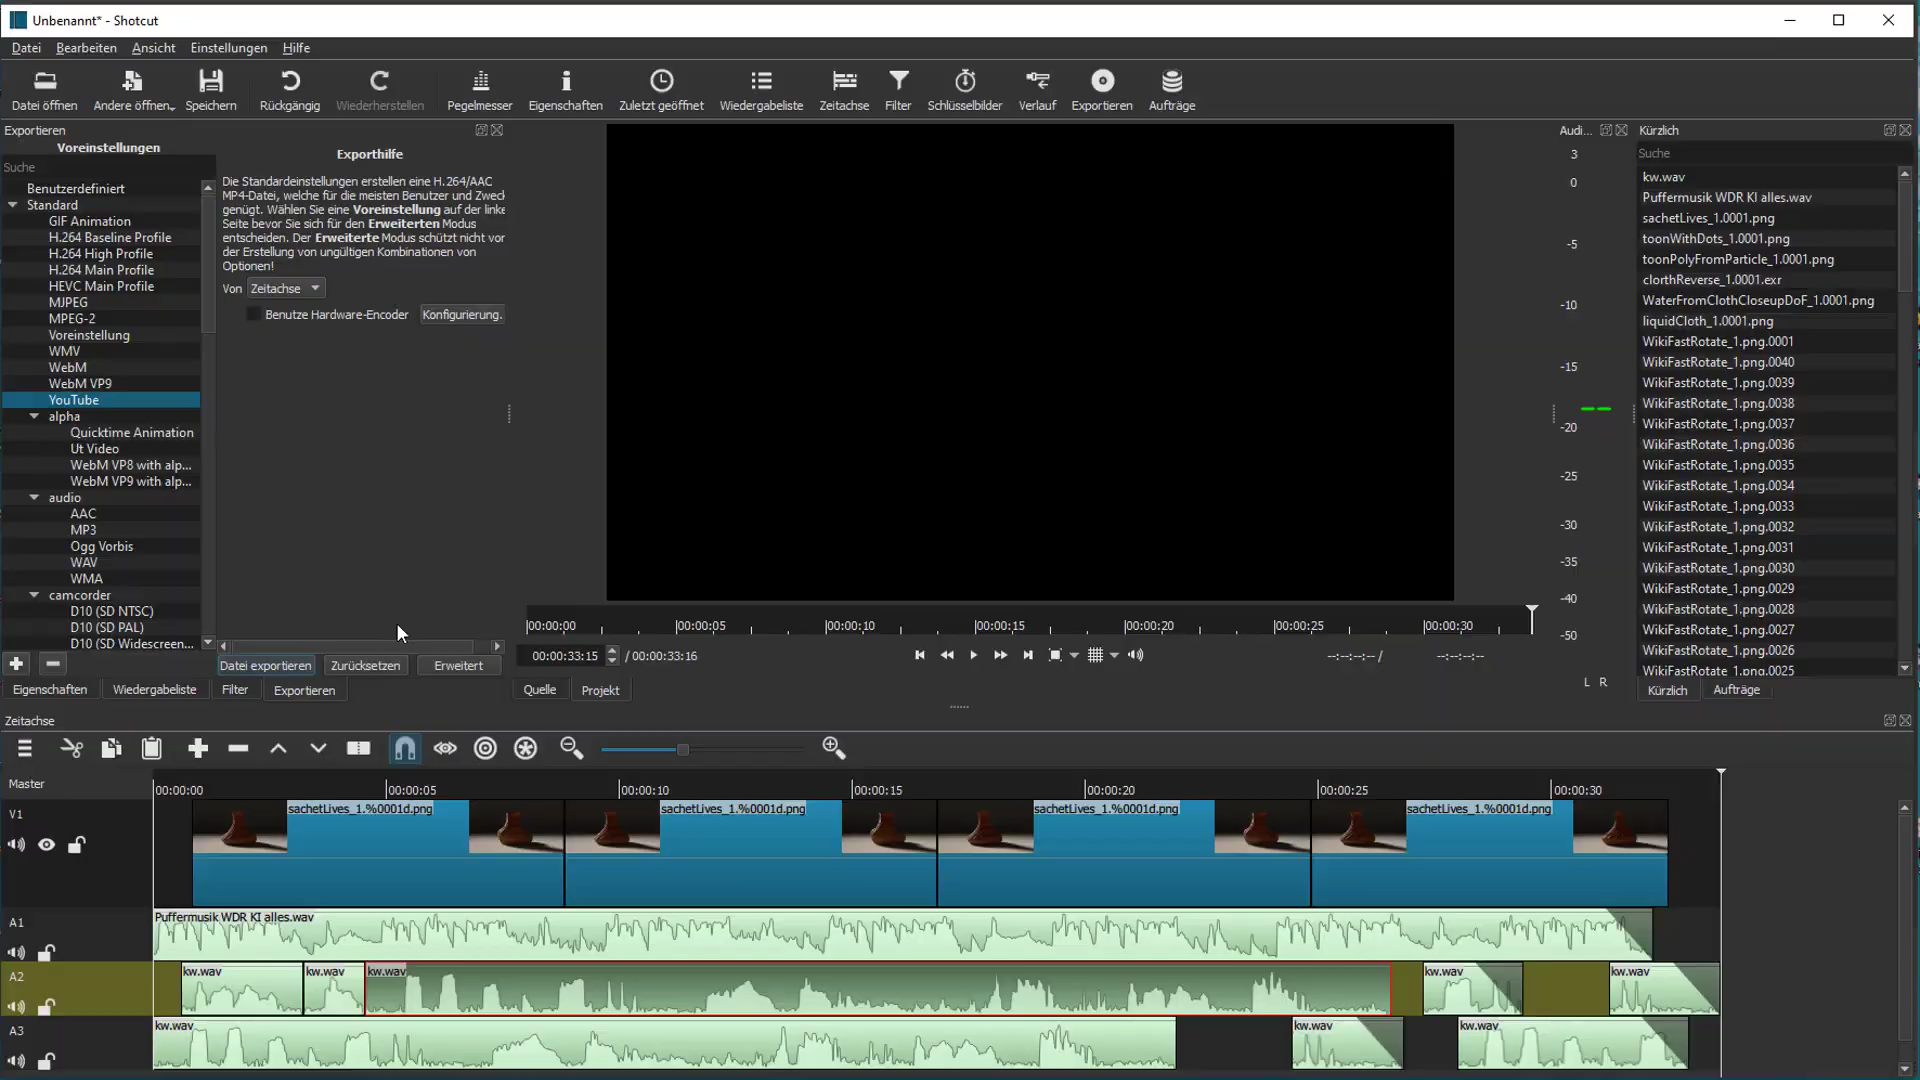 Unbenannt* - Shotcut
Datei Bearbeiten Ansicht Einstellungen Hilfe
Datei öffnen Andere öffnen... Speichern Rückgängig Wiederherstellen Pegelmesser Eigenschaften Zuletzt geöffnet Wiedergabeliste Zeitachse Filter Schlüsselbilder Verlauf Exportieren Aufträge
Exportieren
Voreinstellungen
Suche
Benutzerdefiniert
Standard
GIF Animation
H.264 Baseline Profile
H.264 High Profile
H.264 Main Profile
HEVC Main Profile
MJPEG
MPEG-2
Voreinstellung
WMV
WebM
WebM VP9
YouTube
alpha
Quicktime Animation
Ut Video
WebM VP8 with alp...
WebM VP9 with alp...
audio
AAC
MP3
Ogg Vorbis
WAV
WMA
camcorder
D10 (SD NTSC)
D10 (SD PAL)
D10 (SD Widescreen...
Exporthilfe
Die Standardeinstellungen erstellen eine H.264/AAC
MP4-Datei, welche für die meisten Benutzer und Zweck
genügt. Wählen Sie eine Voreinstellung auf der linke
Seite bevor Sie sich für den Erweiterten Modus
entscheiden. Der Erweiterte Modus schützt nicht vor
der Erstellung von ungültigen Kombinationen von
Optionen!
Von Zeitachse
Benutze Hardware-Encoder Konfigurierung.
Datei exportieren Zurücksetzen Erweitert
Eigenschaften Wiedergabeliste Filter Exportieren
00:00:00 00:00:05 00:00:10 00:00:15 00:00:20 00:00:25 00:00:30
00:00:33:15 / 00:00:33:16 --:--:--:-- / --:--:--:--
Quelle Projekt
Audi...
3
0
-5
-10
-15
-20
-25
-30
-35
-40
-50
L R
Kürzlich
Suche
kw.wav
Puffermusik WDR KI alles.wav
sachetLives_1.0001.png
toonWithDots_1.0001.png
toonPolyFromParticle_1.0001.png
clorthReverse_1.0001.exr
WaterFromClothCloseupDoF_1.0001.png
liquidCloth_1.0001.png
WikiFastRotate_1.png.0001
WikiFastRotate_1.png.0040
WikiFastRotate_1.png.0039
WikiFastRotate_1.png.0038
WikiFastRotate_1.png.0037
WikiFastRotate_1.png.0036
WikiFastRotate_1.png.0035
WikiFastRotate_1.png.0034
WikiFastRotate_1.png.0033
WikiFastRotate_1.png.0032
WikiFastRotate_1.png.0031
WikiFastRotate_1.png.0030
WikiFastRotate_1.png.0029
WikiFastRotate_1.png.0028
WikiFastRotate_1.png.0027
WikiFastRotate_1.png.0026
WikiFastRotate_1.png.0025
Kürzlich Aufträge
Zeitachse
Master
00:00:00 00:00:05 00:00:10 00:00:15 00:00:20 00:00:25 00:00:30
V1
sachetLives_1.%0001d.png sachetLives_1.%0001d.png sachetLives_1.%0001d.png sachetLives_1.%0001d.png
A1
Puffermusik WDR KI alles.wav
A2
kw.wav kw.wav kw.wav kw.wav kw.wav
A3
kw.wav kw.wav kw.wav